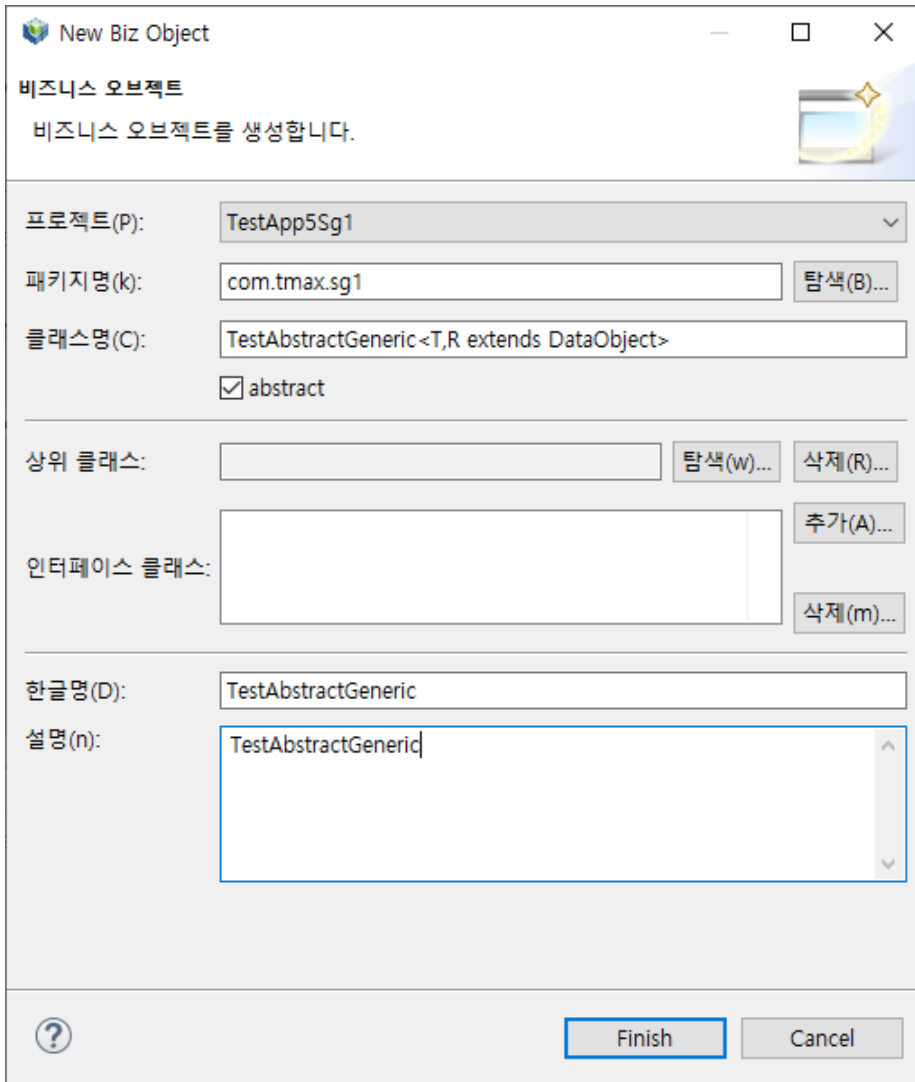 New Biz Object
비즈니스 오브젝트
비즈니스 오브젝트를 생성합니다.
프로젝트(P): TestApp5Sg1
패키지명(k): com.tmax.sg1 탐색(B)...
클래스명(C): TestAbstractGeneric<T,R extends DataObject>
abstract
상위 클래스: 탐색(w)... 삭제(R)...
추가(A)...
인터페이스 클래스:
삭제(m)...
한글명(D): TestAbstractGeneric
설명(n): TestAbstractGeneric
? Finish Cancel